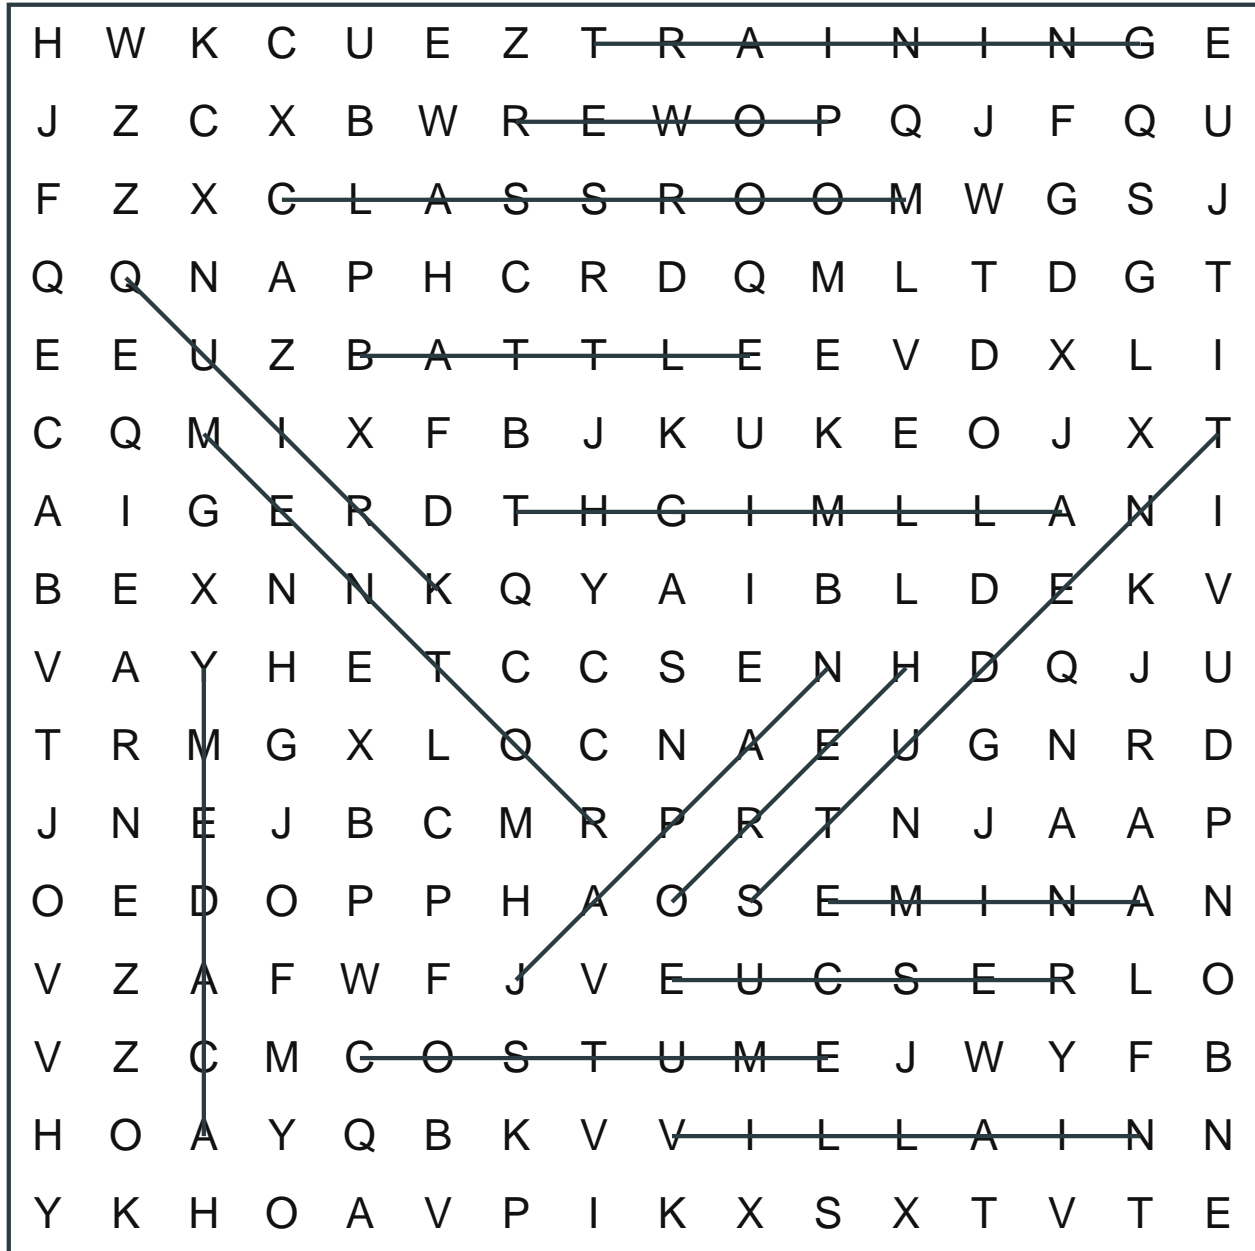 H W K C U E Z T R A I N I N G E
J Z C X B W R E W O P Q J F Q U
F Z X C L A S S R O O M W G S J
Q Q N A P H C R D Q M L T D G T
E E U Z B A T T L E E V D X L I
C Q M I X F B J K U K E O J X T
A I G E R D T H G I M L L A N I
B E X N N K Q Y A I B L D E K V
V A Y H E T C C S E N H D Q J U
T R M G X L O C N A E U G N R D
J N E J B C M R P R T N J A A P
O E D O P P H A O S E M I N A N
V Z A F W F J V E U C S E R L O
V Z C M C O S T U M E J W Y F B
H O A Y Q B K V V I L L A I N N
Y K H O A V P I K X S X T V T E